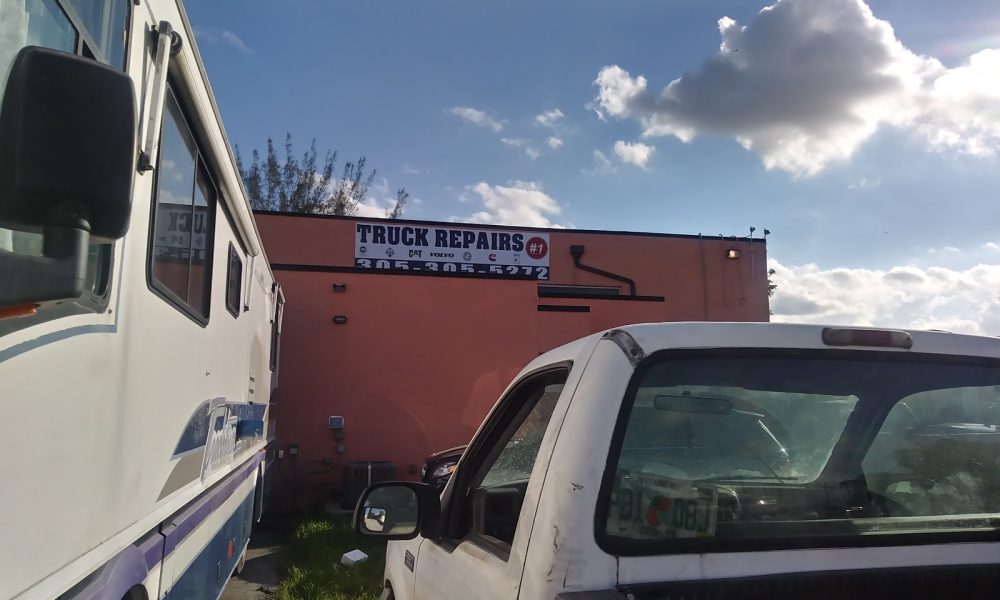 TRUCK REPAIRS #1
CAT VOLVO
305-305-5272